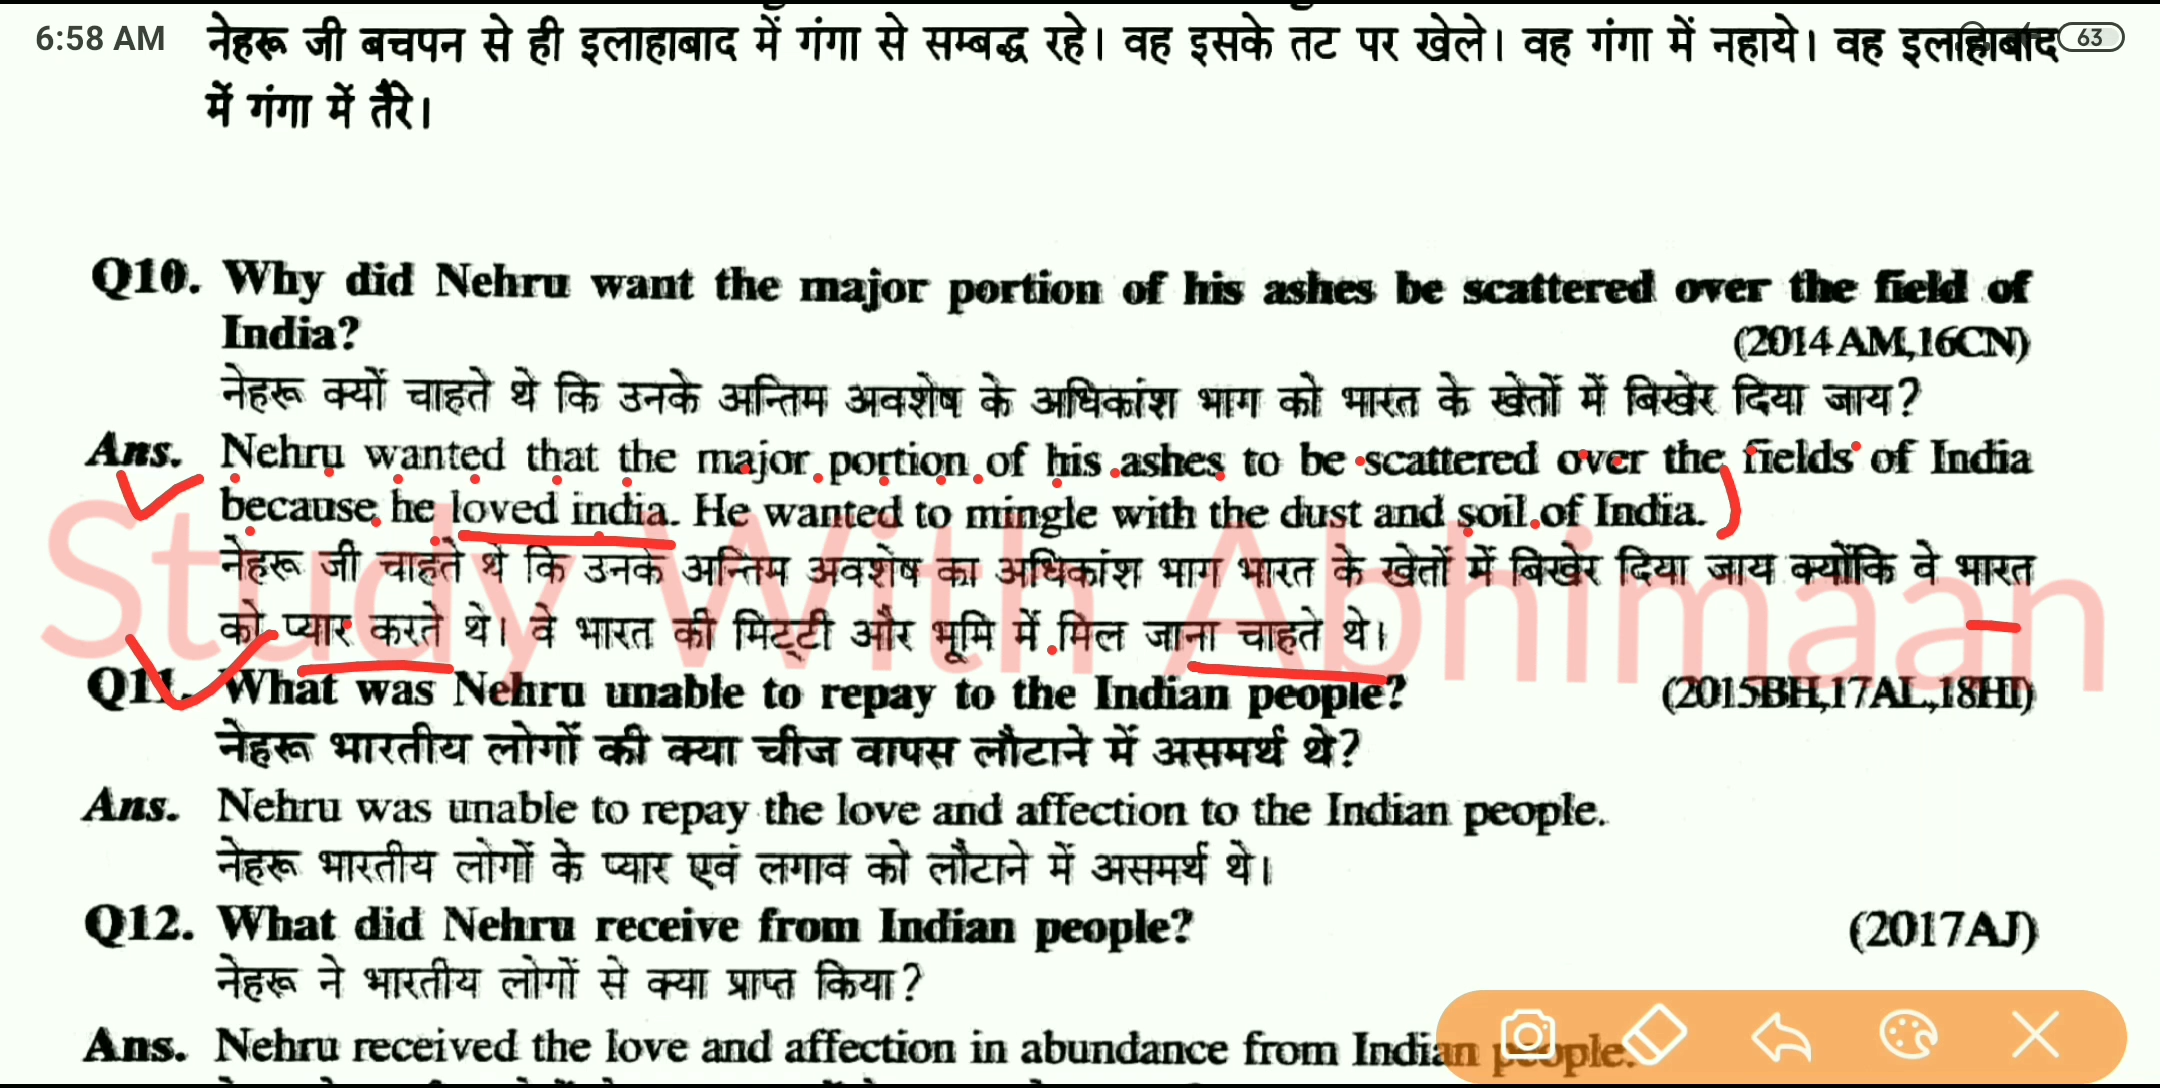 6:58 AM
63
नेहरू जी बचपन से ही इलाहाबाद में गंगा से सम्बद्ध रहे। वह इसके तट पर खेले। वह गंगा में नहाये। वह इलाहाबाद
में गंगा में तैरे।
Q10. Why did Nehru want the major portion of his ashes be scattered over the field of
India? (2014AM,16CN)
नेहरू क्यों चाहते थे कि उनके अन्तिम अवशेष के अधिकांश भाग को भारत के खेतों में बिखेर दिया जाय?
Ans. Nehru wanted that the major portion of his ashes to be scattered over the fields of India
because he loved india. He wanted to mingle with the dust and soil of India.
नेहरू जी चाहते थे कि उनके अन्तिम अवशेष का अधिकांश भाग भारत के खेतों में बिखेर दिया जाय क्योंकि वे भारत
को प्यार करते थे। वे भारत की मिट्टी और भूमि में मिल जाना चाहते थे।
Study With Abhimaan
Q11. What was Nehru unable to repay to the Indian people? (2015BH,17AL,18HI)
नेहरू भारतीय लोगों की क्या चीज वापस लौटाने में असमर्थ थे?
Ans. Nehru was unable to repay the love and affection to the Indian people.
नेहरू भारतीय लोगों के प्यार एवं लगाव को लौटाने में असमर्थ थे।
Q12. What did Nehru receive from Indian people? (2017AJ)
नेहरू ने भारतीय लोगों से क्या प्राप्त किया?
Ans. Nehru received the love and affection in abundance from Indian people.